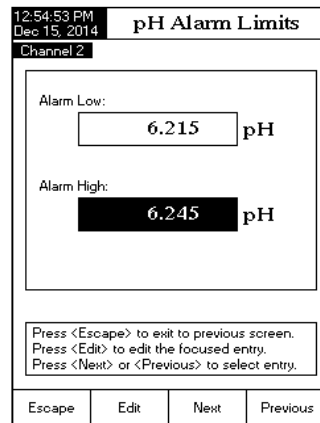 12:54:53 PM
Dec 15, 2014
pH Alarm Limits
Channel 2
Alarm Low:
6.215 pH
Alarm High:
6.245 pH
Press <Escape> to exit to previous screen.
Press <Edit> to edit the focused entry.
Press <Next> or <Previous> to select entry.
Escape Edit Next Previous